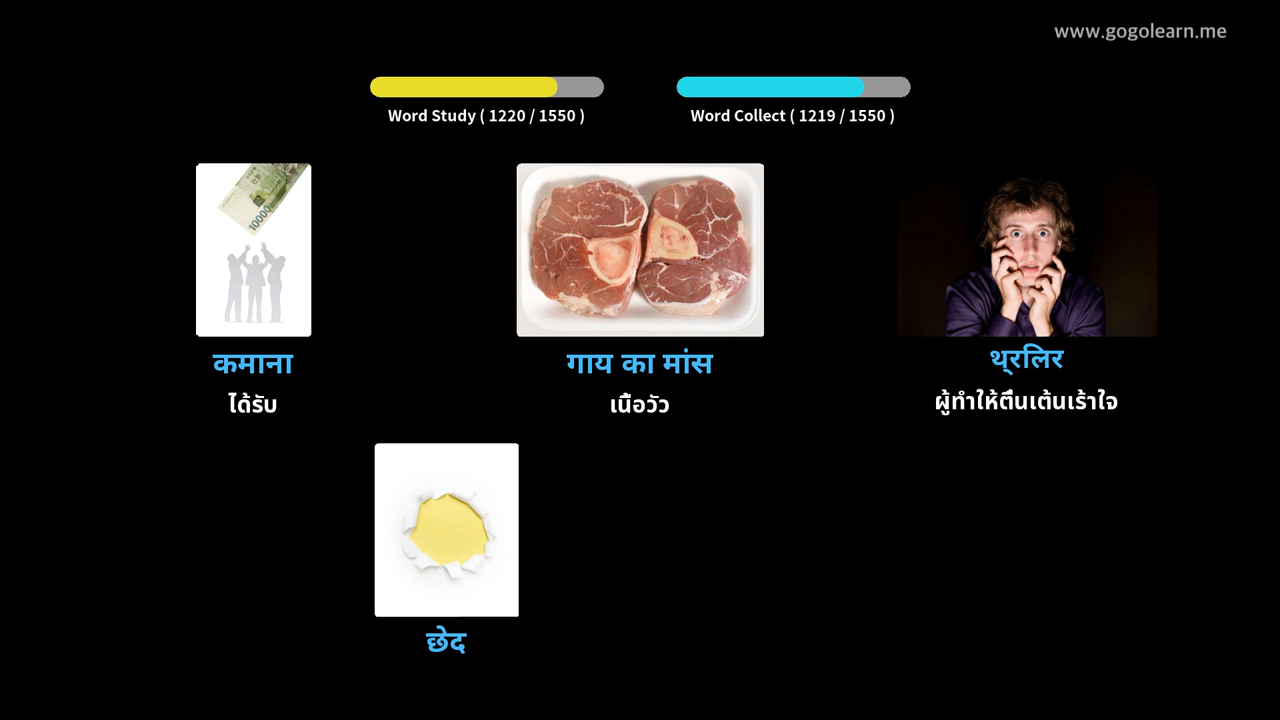 www.gogolearn.me
Word Study ( 1220 / 1550 )
Word Collect ( 1219 / 1550 )
10000
कमाना
गाय का मांस
थ्रलिर
ได้รับ
เนื้อวัว
ผู้ทำให้ตื่นเต้นเร้าใจ
छेद